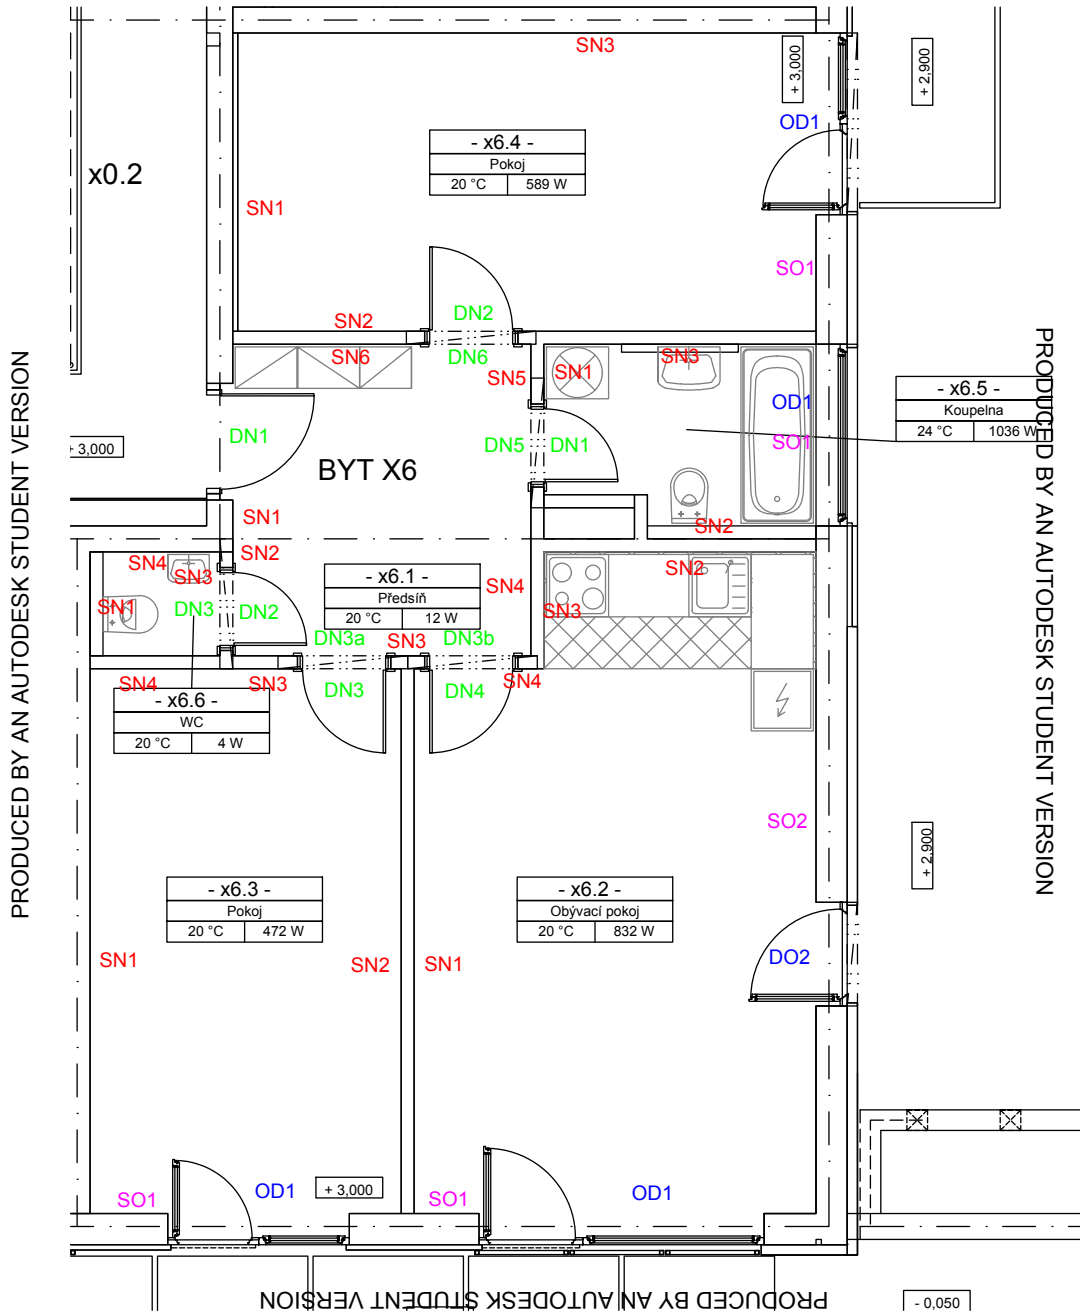 SN3
+ 3,000
+ 2,900
OD1
- x6.4 -
Pokoj
20 °C 589 W
x0.2
SN1
SO1
DN2
SN2
SN6
DN6
SN3
SN5
SN1
OD1
- x6.5 -
Koupelna
24 °C 1036 W
DN1
DN5
DN1
SO1
+ 3,000
BYT X6
SN1
SN2
SN2
SN4
SN3
SN2
- x6.1 -
Předsíň
20 °C 12 W
SN4
SN1
DN3
DN2
SN3
DN3a
SN3
DN3b
SN4
SN3
DN3
DN4
SN4
- x6.6 -
WC
20 °C 4 W
SO2
+ 2,900
- x6.3 -
Pokoj
20 °C 472 W
- x6.2 -
Obývací pokoj
20 °C 832 W
SN1
SN2
SN1
DO2
SO1
OD1
+ 3,000
SO1
OD1
- 0,050
PRODUCED BY AN AUTODESK STUDENT VERSION
PRODUCED BY AN AUTODESK STUDENT VERSION
PRODUCED BY AN AUTODESK STUDENT VERSION